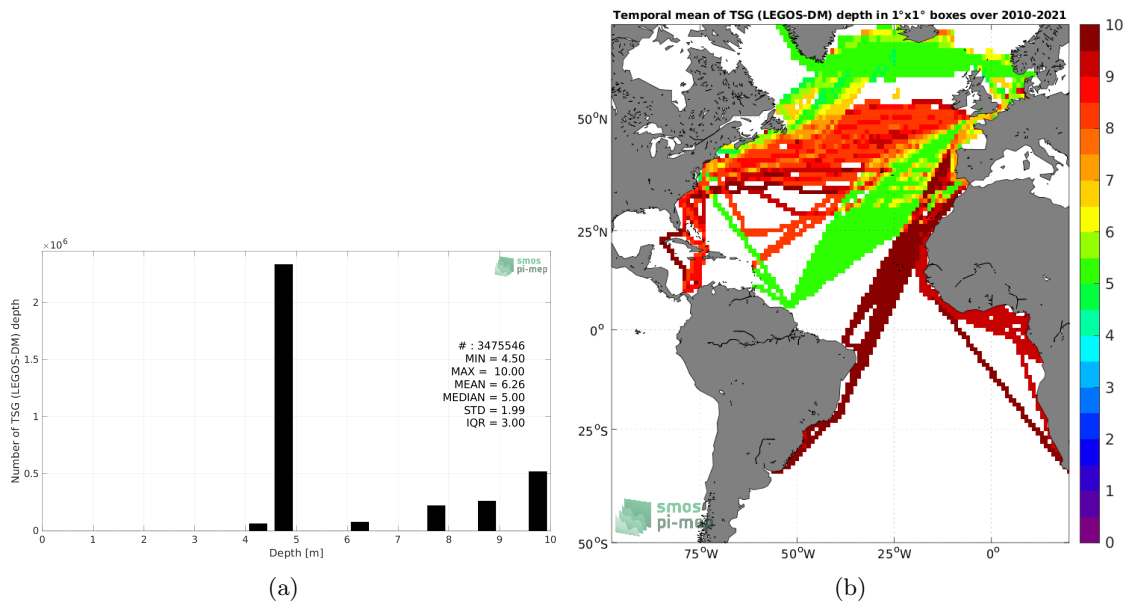 ×10⁶
2
1.5
1
0.5
0
Number of TSG (LEGOS-DM) depth
smos
pi-mep
# : 3475546
MIN = 4.50
MAX = 10.00
MEAN = 6.26
MEDIAN = 5.00
STD = 1.99
IQR = 3.00
0 1 2 3 4 5 6 7 8 9 10
Depth [m]
(a)
Temporal mean of TSG (LEGOS-DM) depth in 1°x1° boxes over 2010-2021
50°N
25°N
0°
25°S
50°S
75°W 50°W 25°W 0°
smos
pi-mep
10
9
8
7
6
5
4
3
2
1
0
(b)